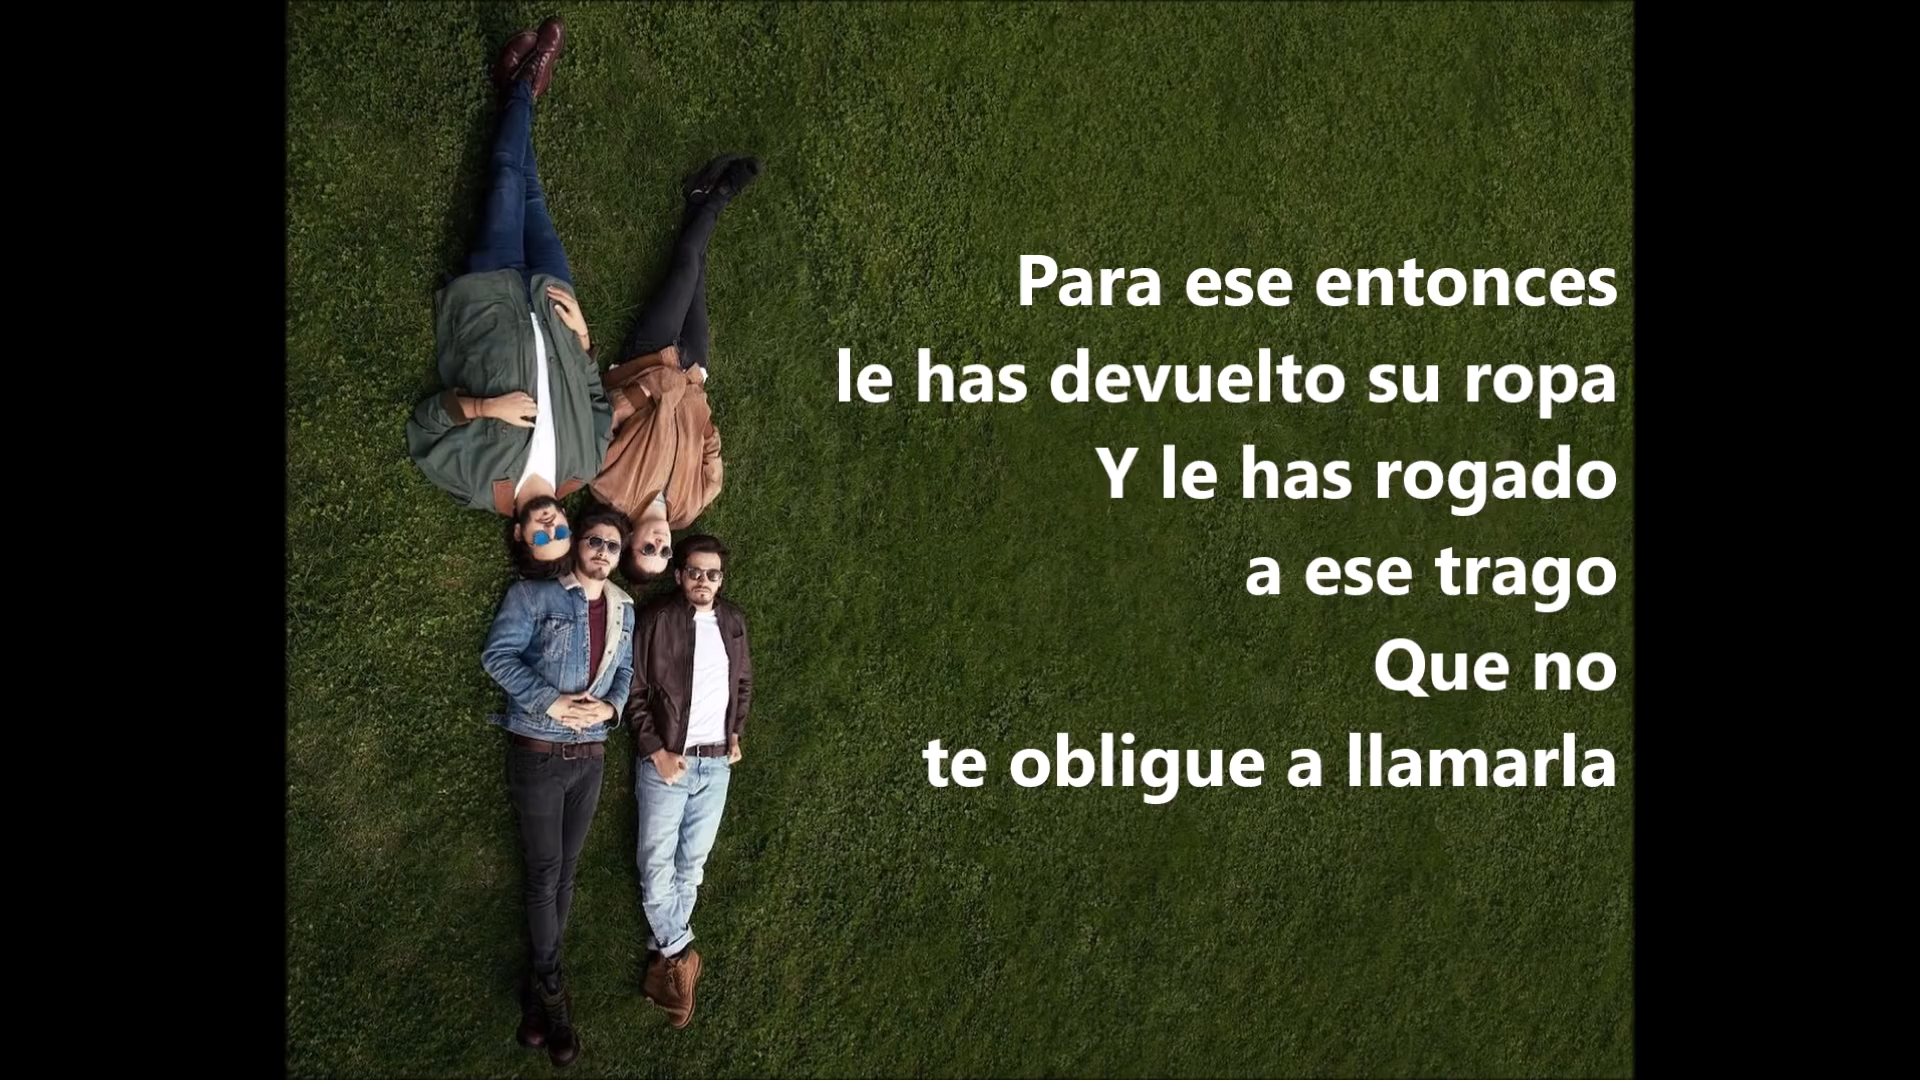 Para ese entonces
le has devuelto su ropa
Y le has rogado
a ese trago
Que no
te obligue a llamarla